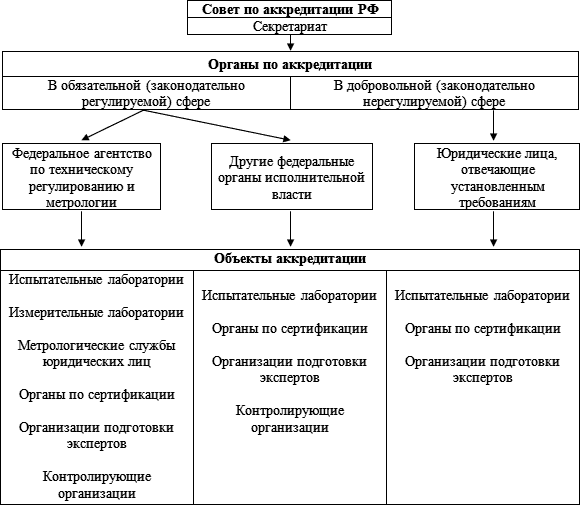 Совет по аккредитации РФ
Секретариат
Органы по аккредитации
В обязательной (законодательно
регулируемой) сфере
В добровольной (законодательно
нерегулируемой) сфере
Федеральное агентство
по техническому
регулированию и
метрологии
Другие федеральные
органы исполнительной
власти
Юридические лица,
отвечающие
установленным
требованиям
Объекты аккредитации
Испытательные лаборатории
Измерительные лаборатории
Метрологические службы
юридических лиц
Органы по сертификации
Организации подготовки
экспертов
Контролирующие
организации
Испытательные лаборатории
Органы по сертификации
Организации подготовки
экспертов
Контролирующие
организации
Испытательные лаборатории
Органы по сертификации
Организации подготовки
экспертов